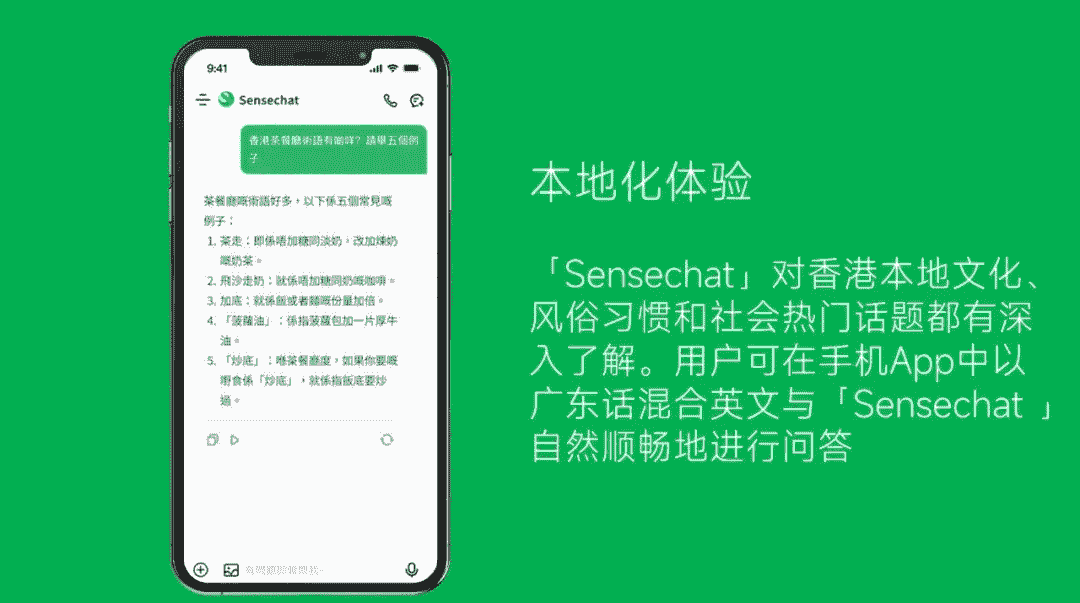 9:41
Sensechat
香港茶餐廳術語有啲咩？請舉五個例
子
茶餐廳嘅術語好多，以下係五個常見嘅
例子：
1. 茶走：即係唔加糖同淡奶，改加煉奶
嘅奶茶。
2. 飛沙走奶：就係唔加糖同奶嘅咖啡。
3. 加底：就係飯或者麵嘅份量加倍。
4. 「菠蘿油」：係指菠蘿包加一片厚牛
油。
5. 「炒底」：喺茶餐廳度，如果你要嘅
嘢食係「炒底」，就係指飯底要炒
過。
本地化体验
「Sensechat」对香港本地文化、
风俗习惯和社会热门话题都有深
入了解。用户可在手机App中以
广东话混合英文与「Sensechat 」
自然顺畅地进行问答